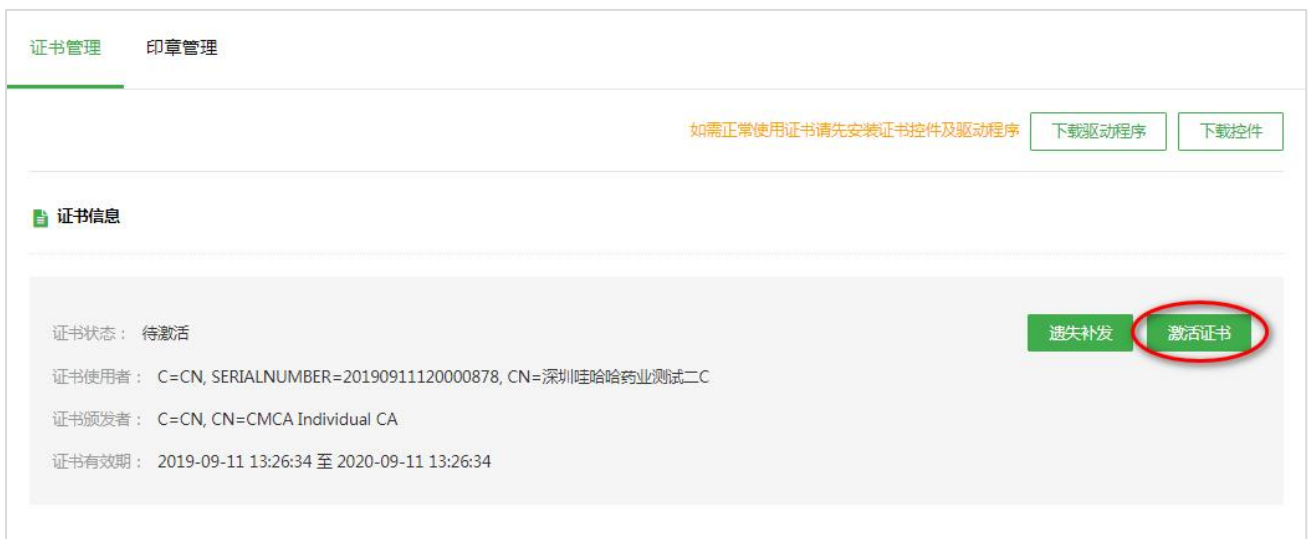 证书管理 印章管理
如需正常使用证书请先安装证书控件及驱动程序 下载驱动程序 下载控件
证书信息
证书状态： 待激活 遗失补发 激活证书
证书使用者： C=CN, SERIALNUMBER=20190911120000878, CN=深圳哇哈哈药业测试二C
证书颁发者： C=CN, CN=CMCA Individual CA
证书有效期： 2019-09-11 13:26:34 至 2020-09-11 13:26:34